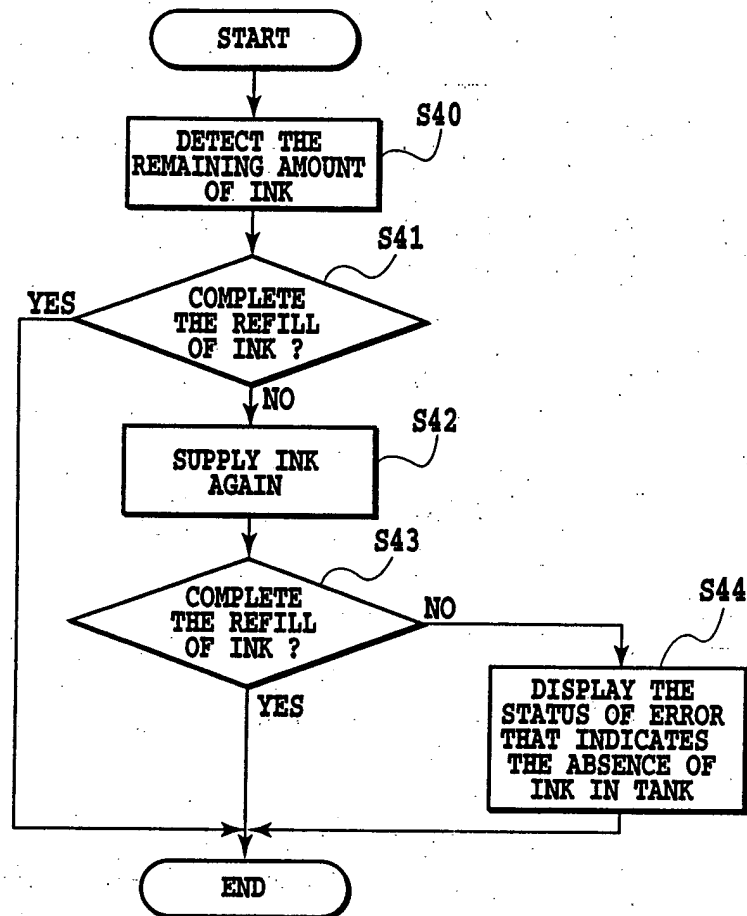 START
S40
DETECT THE
REMAINING AMOUNT
OF INK
S41
YES
COMPLETE
THE REFILL
OF INK ?
NO
S42
SUPPLY INK
AGAIN
S43
COMPLETE
THE REFILL
OF INK ?
NO
S44
YES
DISPLAY THE
STATUS OF ERROR
THAT INDICATES
THE ABSENCE OF
INK IN TANK
END